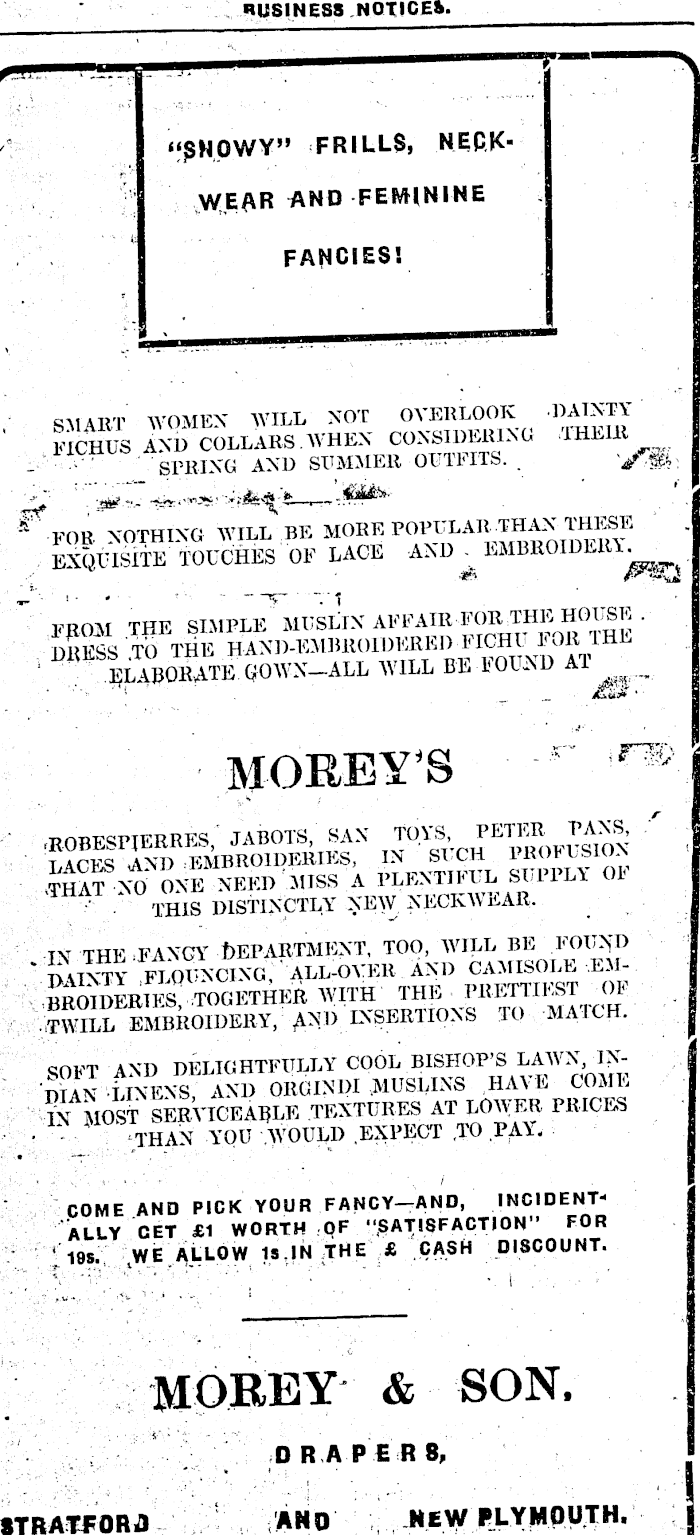 BUSINESS NOTICES.
"SNOWY" FRILLS, NECK-
WEAR AND FEMININE
FANCIES!
SMART WOMEN WILL NOT OVERLOOK DAINTY
FICHUS AND COLLARS WHEN CONSIDERING THEIR
SPRING AND SUMMER OUTFITS.
FOR NOTHING WILL BE MORE POPULAR THAN THESE
EXQUISITE TOUCHES OF LACE AND EMBROIDERY.
FROM THE SIMPLE MUSLIN AFFAIR FOR THE HOUSE
DRESS TO THE HAND-EMBROIDERED FICHU FOR THE
ELABORATE GOWN—ALL WILL BE FOUND AT
MOREY'S
ROBESPIERRES, JABOTS, SAN TOYS, PETER PANS,
LACES AND EMBROIDERIES, IN SUCH PROFUSION
THAT NO ONE NEED MISS A PLENTIFUL SUPPLY OF
THIS DISTINCTLY NEW NECKWEAR.
IN THE FANCY DEPARTMENT, TOO, WILL BE FOUND
DAINTY FLOUNCING, ALL-OVER AND CAMISOLE EM-
BROIDERIES, TOGETHER WITH THE PRETTIEST OF
TWILL EMBROIDERY, AND INSERTIONS TO MATCH.
SOFT AND DELIGHTFULLY COOL BISHOP'S LAWN, IN-
DIAN LINENS, AND ORGINDI MUSLINS HAVE COME
IN MOST SERVICEABLE TEXTURES AT LOWER PRICES
THAN YOU WOULD EXPECT TO PAY.
COME AND PICK YOUR FANCY—AND, INCIDENT-
ALLY GET £1 WORTH OF "SATISFACTION" FOR
19s. WE ALLOW 1s IN THE £ CASH DISCOUNT.
MOREY & SON,
DRAPERS,
STRATFORD AND NEW PLYMOUTH.